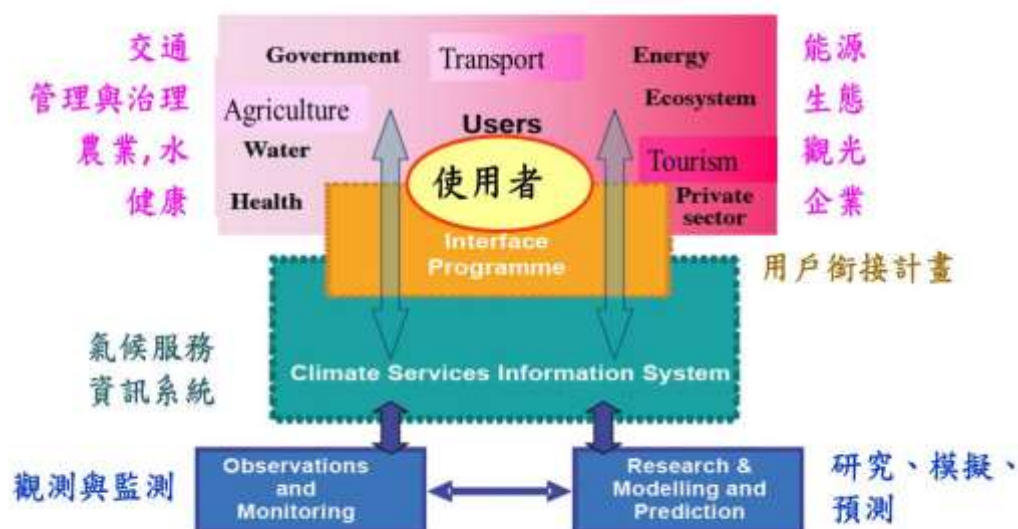 交通
管理與治理
農業,水
健康
Government
Transport
Energy
Agriculture
Ecosystem
Users
Water
Tourism
使用者
Health
Private
sector
Interface
Programme
能源
生態
觀光
企業
用戶銜接計畫
氣候服務
資訊系統
Climate Services Information System
觀測與監測
Observations
and
Monitoring
Research &
Modelling and
Prediction
研究、模擬、
預測